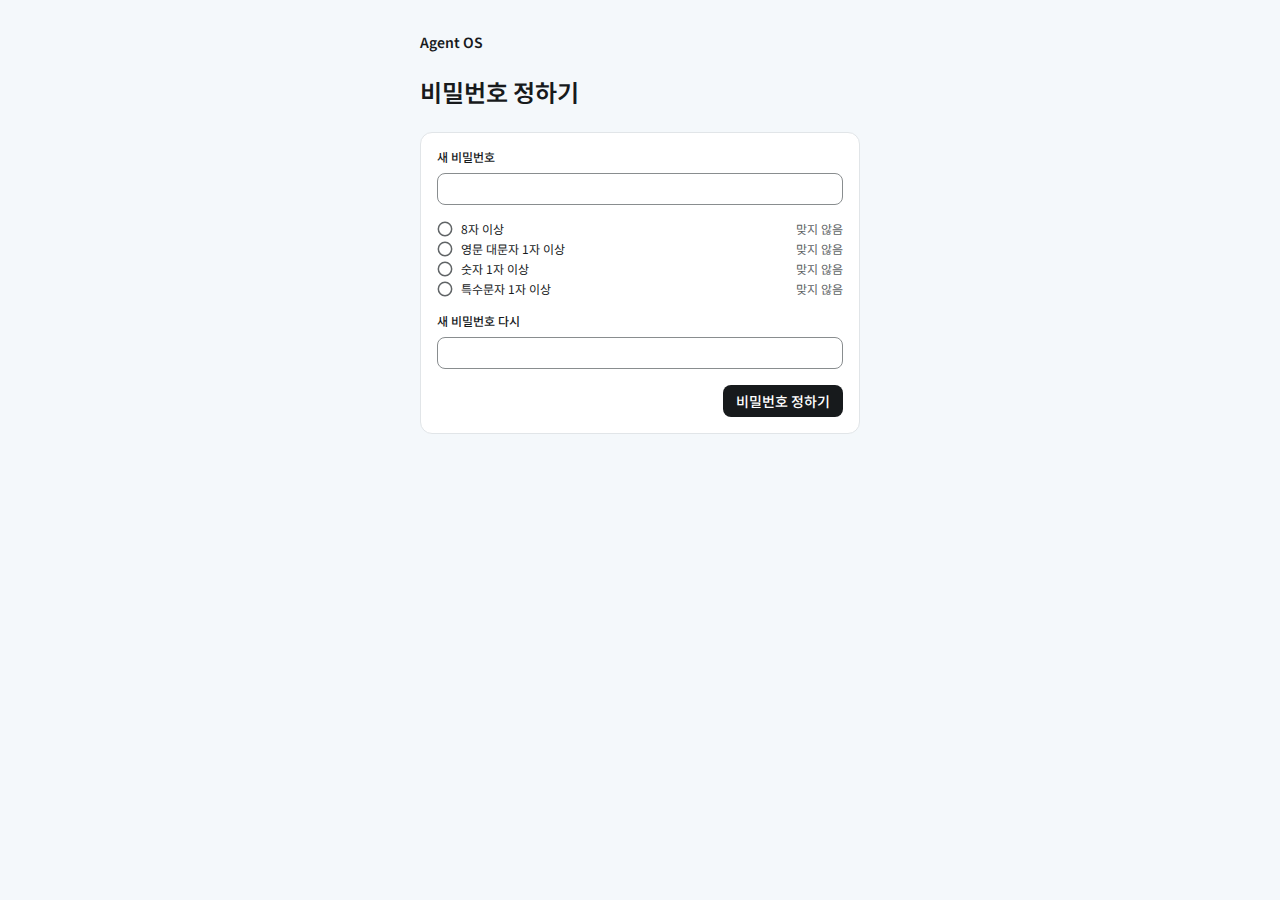 Agent OS
비밀번호 정하기
새 비밀번호
8자 이상 맞지 않음
영문 대문자 1자 이상 맞지 않음
숫자 1자 이상 맞지 않음
특수문자 1자 이상 맞지 않음
새 비밀번호 다시
비밀번호 정하기